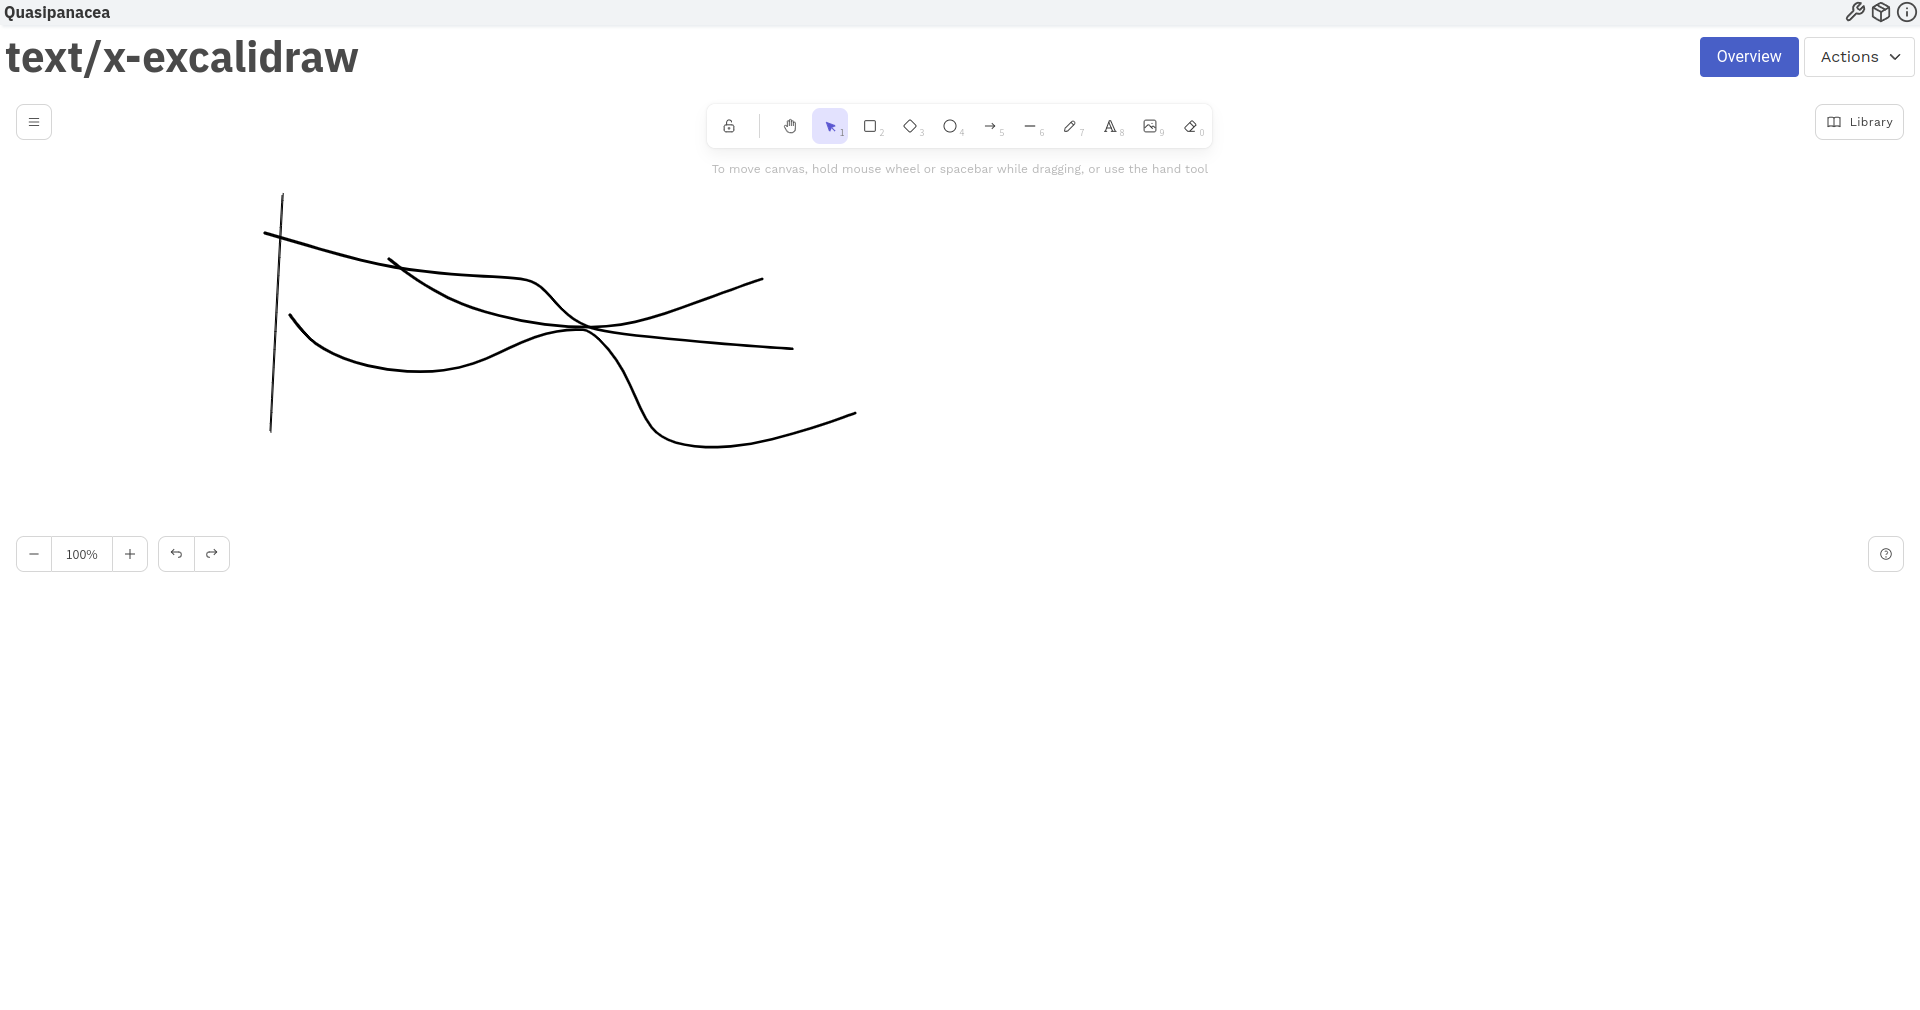 Quasipanacea
text/x-excalidraw
Overview
Actions
1
2
3
4
5
6
7
8
9
0
Library
To move canvas, hold mouse wheel or spacebar while dragging, or use the hand tool
100%